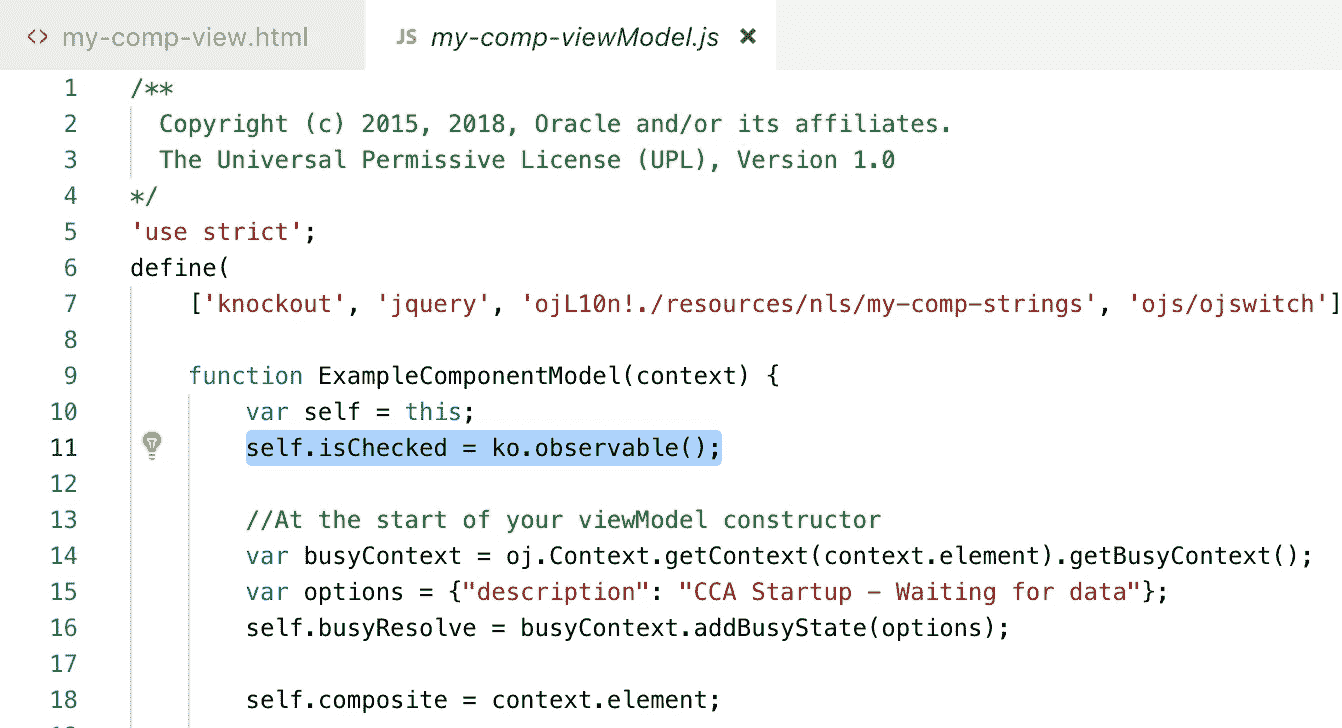 <> my-comp-view.html JS my-comp-viewModel.js ×
1 /**
2 Copyright (c) 2015, 2018, Oracle and/or its affiliates.
3 The Universal Permissive License (UPL), Version 1.0
4 */
5 'use strict';
6 define(
7 ['knockout', 'jquery', 'ojL10n!./resources/nls/my-comp-strings', 'ojs/ojswitch']
8
9 function ExampleComponentModel(context) {
10 var self = this;
11 self.isChecked = ko.observable();
12
13 //At the start of your viewModel constructor
14 var busyContext = oj.Context.getContext(context.element).getBusyContext();
15 var options = {"description": "CCA Startup - Waiting for data"};
16 self.busyResolve = busyContext.addBusyState(options);
17
18 self.composite = context.element;